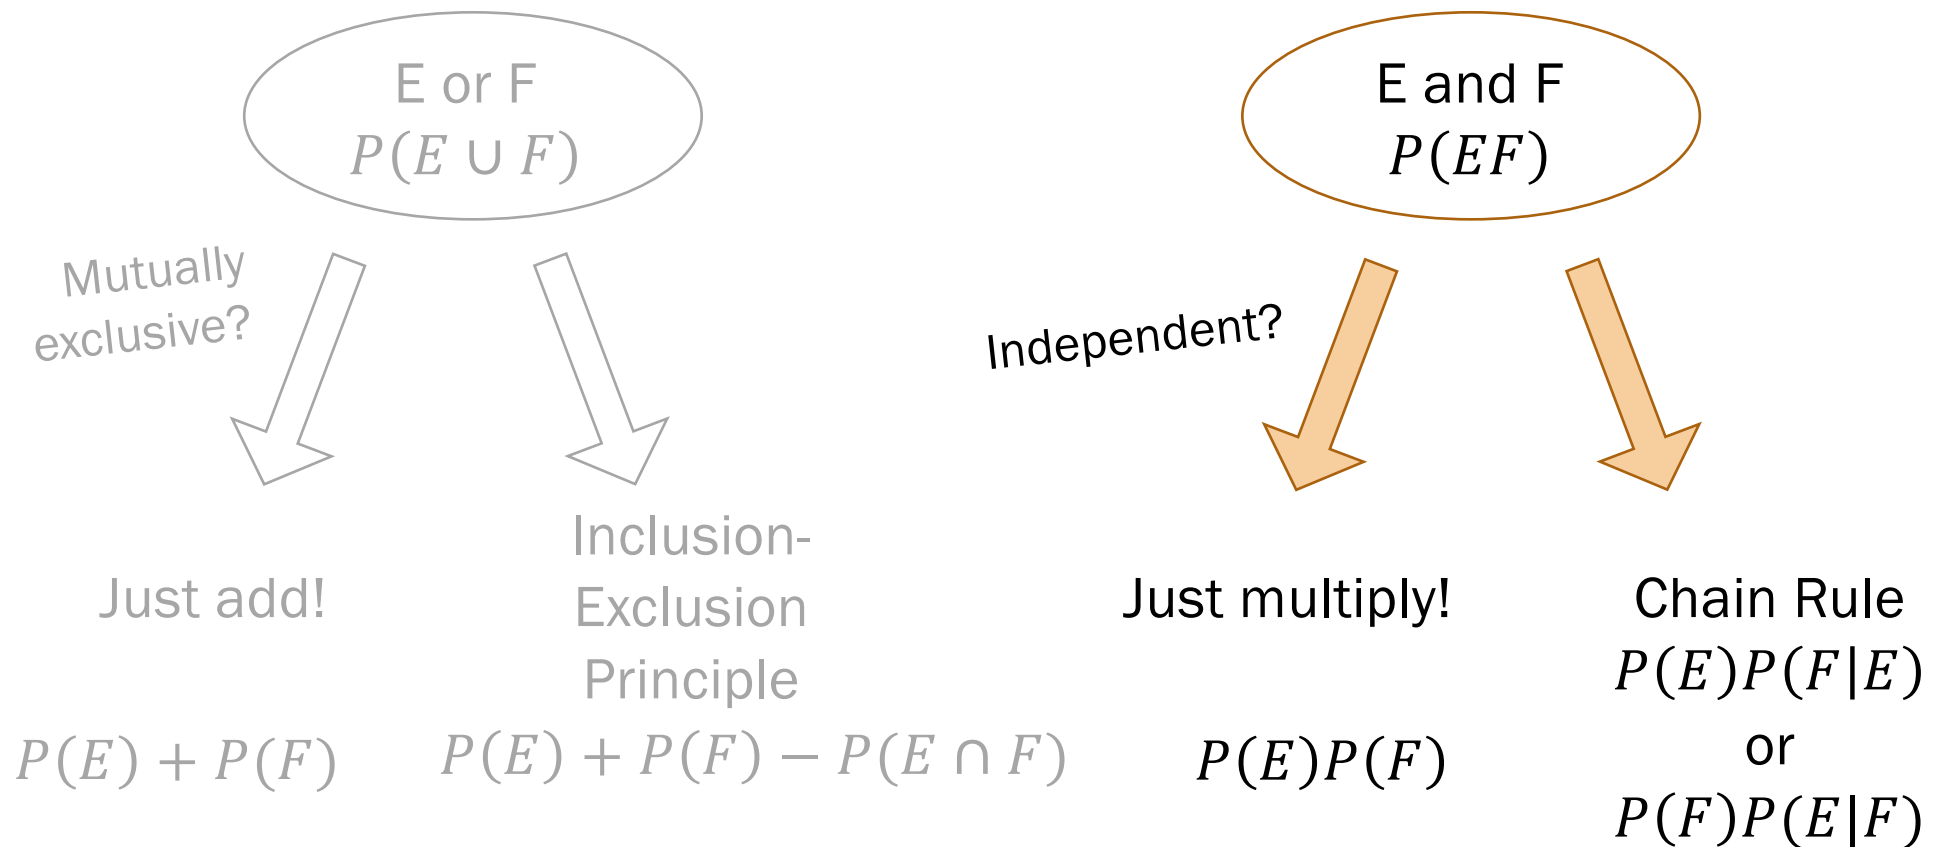 E or F
P(E ∪ F)
Mutually
exclusive?
Just add!
P(E) + P(F)
Inclusion-
Exclusion
Principle
P(E) + P(F) − P(E ∩ F)
E and F
P(EF)
Independent?
Just multiply!
P(E)P(F)
Chain Rule
P(E)P(F|E)
or
P(F)P(E|F)